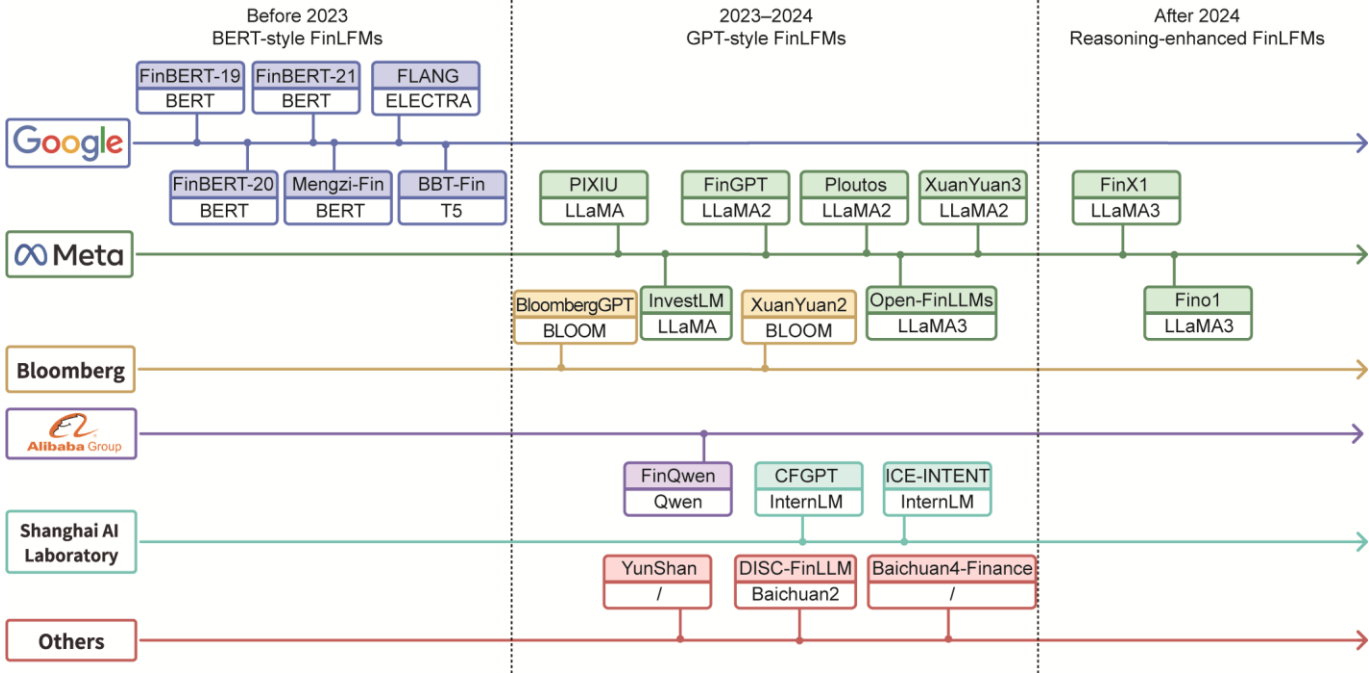 Before 2023
BERT-style FinLFMs
2023–2024
GPT-style FinLFMs
After 2024
Reasoning-enhanced FinLFMs
FinBERT-19
BERT
FinBERT-21
BERT
FLANG
ELECTRA
Google
FinBERT-20
BERT
Mengzi-Fin
BERT
BBT-Fin
T5
PIXIU
LLaMA
FinGPT
LLaMA2
Ploutos
LLaMA2
XuanYuan3
LLaMA2
FinX1
LLaMA3
Meta
BloombergGPT
BLOOM
InvestLM
LLaMA
XuanYuan2
BLOOM
Open-FinLLMs
LLaMA3
Fino1
LLaMA3
Bloomberg
Alibaba Group
FinQwen
Qwen
CFGPT
InternLM
ICE-INTENT
InternLM
Shanghai AI
Laboratory
YunShan
/
DISC-FinLLM
Baichuan2
Baichuan4-Finance
/
Others